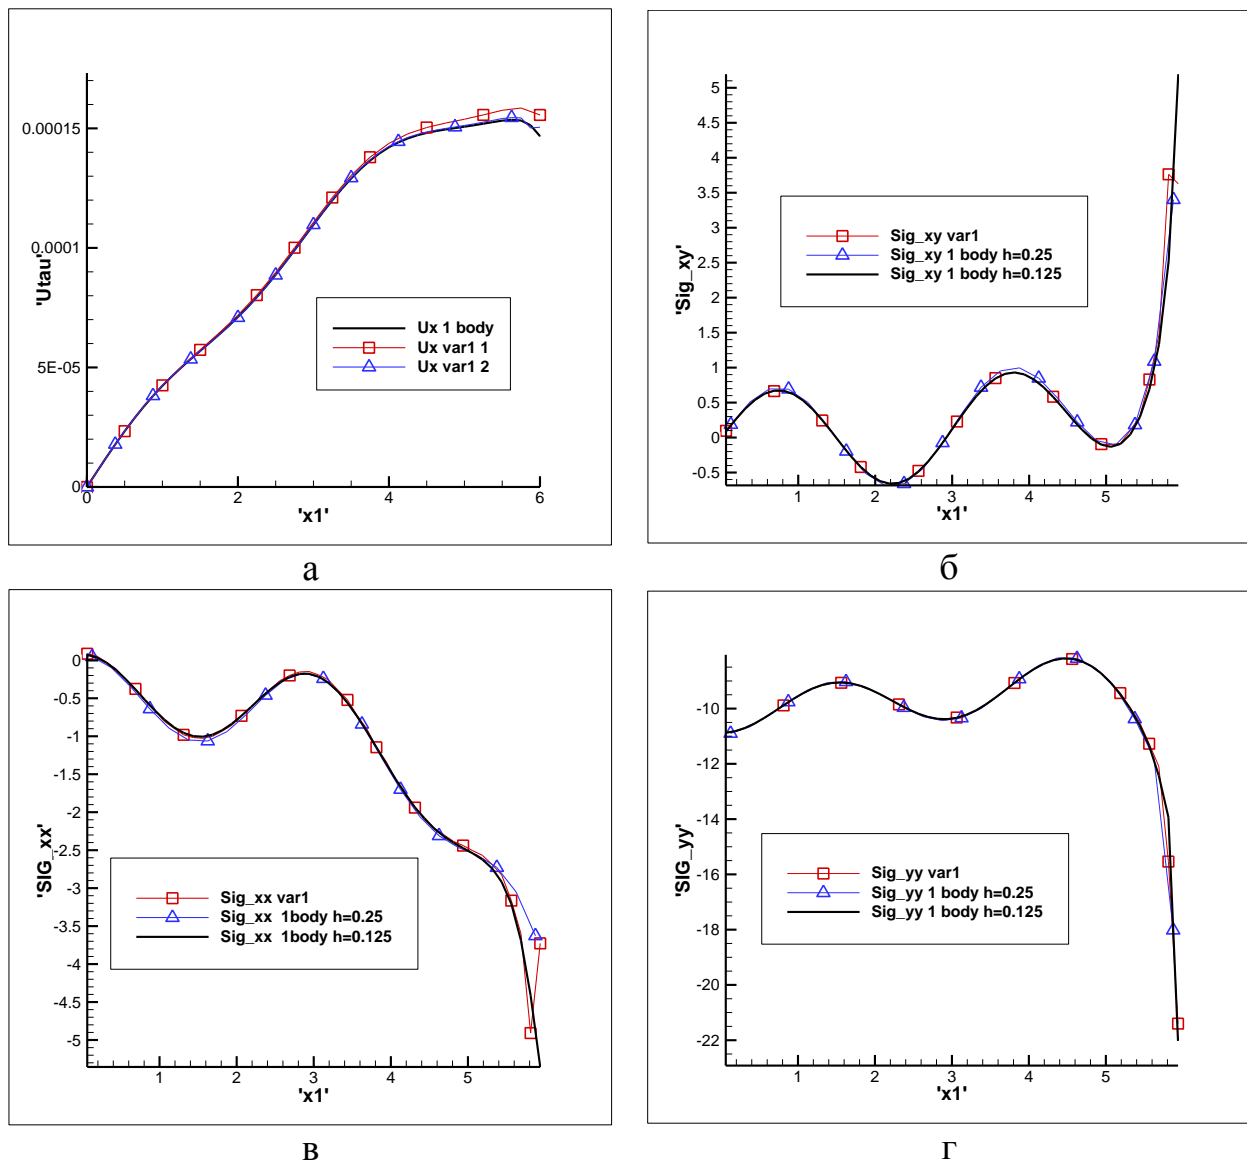 0.00015
0.0001
5E-05
0
'Utau'
0
2
4
6
'x1'
Ux 1 body
Ux var1 1
Ux var1 2
а
5
4.5
4
3.5
3
2.5
2
1.5
1
0.5
0
-0.5
'Sig_xy'
1
2
3
4
5
'x1'
Sig_xy var1
Sig_xy 1 body h=0.25
Sig_xy 1 body h=0.125
б
0
-0.5
-1
-1.5
-2
-2.5
-3
-3.5
-4
-4.5
-5
'SIG_xx'
1
2
3
4
5
'x1'
Sig_xx var1
Sig_xx 1body h=0.25
Sig_xx 1body h=0.125
в
-10
-12
-14
-16
-18
-20
-22
'SIG_yy'
1
2
3
4
5
'x1'
Sig_yy var1
Sig_yy 1 body h=0.25
Sig_yy 1 body h=0.125
г